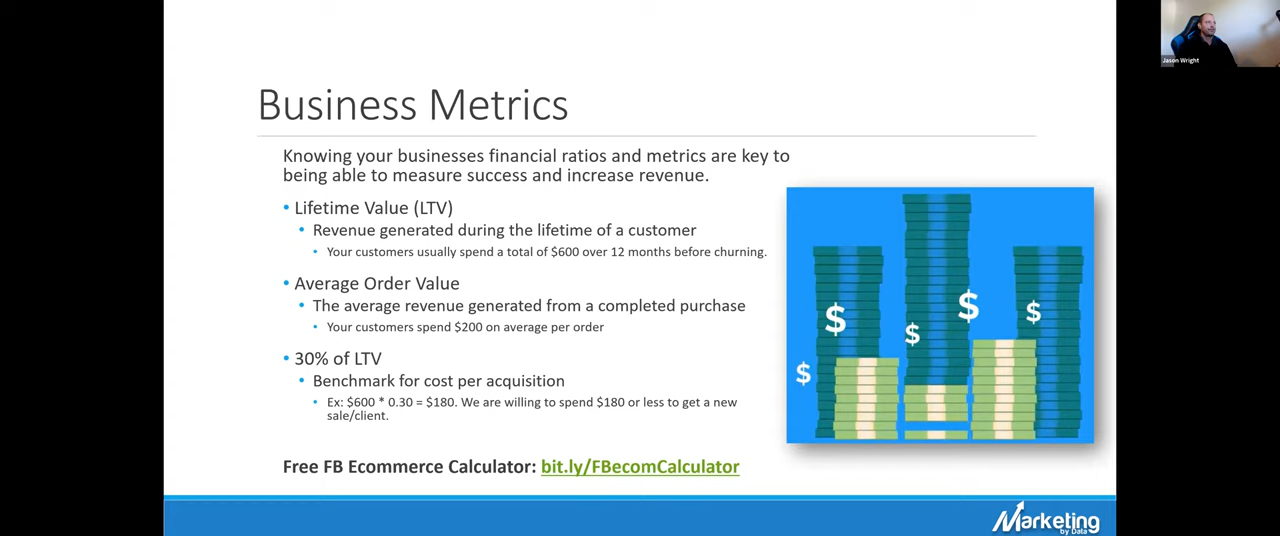 Jason Wright
Business Metrics
Knowing your businesses financial ratios and metrics are key to
being able to measure success and increase revenue.
• Lifetime Value (LTV)
• Revenue generated during the lifetime of a customer
• Your customers usually spend a total of $600 over 12 months before churning.
• Average Order Value
• The average revenue generated from a completed purchase
• Your customers spend $200 on average per order
• 30% of LTV
• Benchmark for cost per acquisition
• Ex: $600 * 0.30 = $180. We are willing to spend $180 or less to get a new
sale/client.
$ $ $ $ $
Free FB Ecommerce Calculator: bit.ly/FBecomCalculator
Marketing
by Data